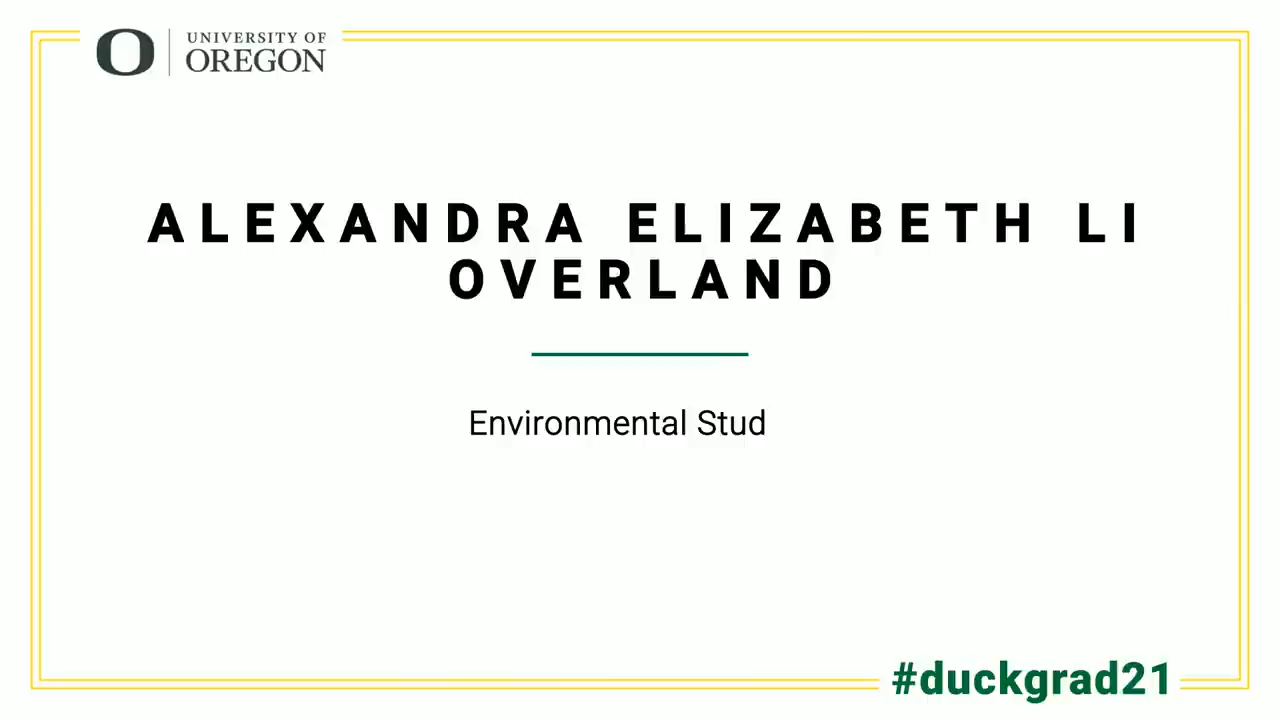 UNIVERSITY OF
OREGON
ALEXANDRA ELIZABETH LI
OVERLAND
Environmental Stud
#duckgrad21